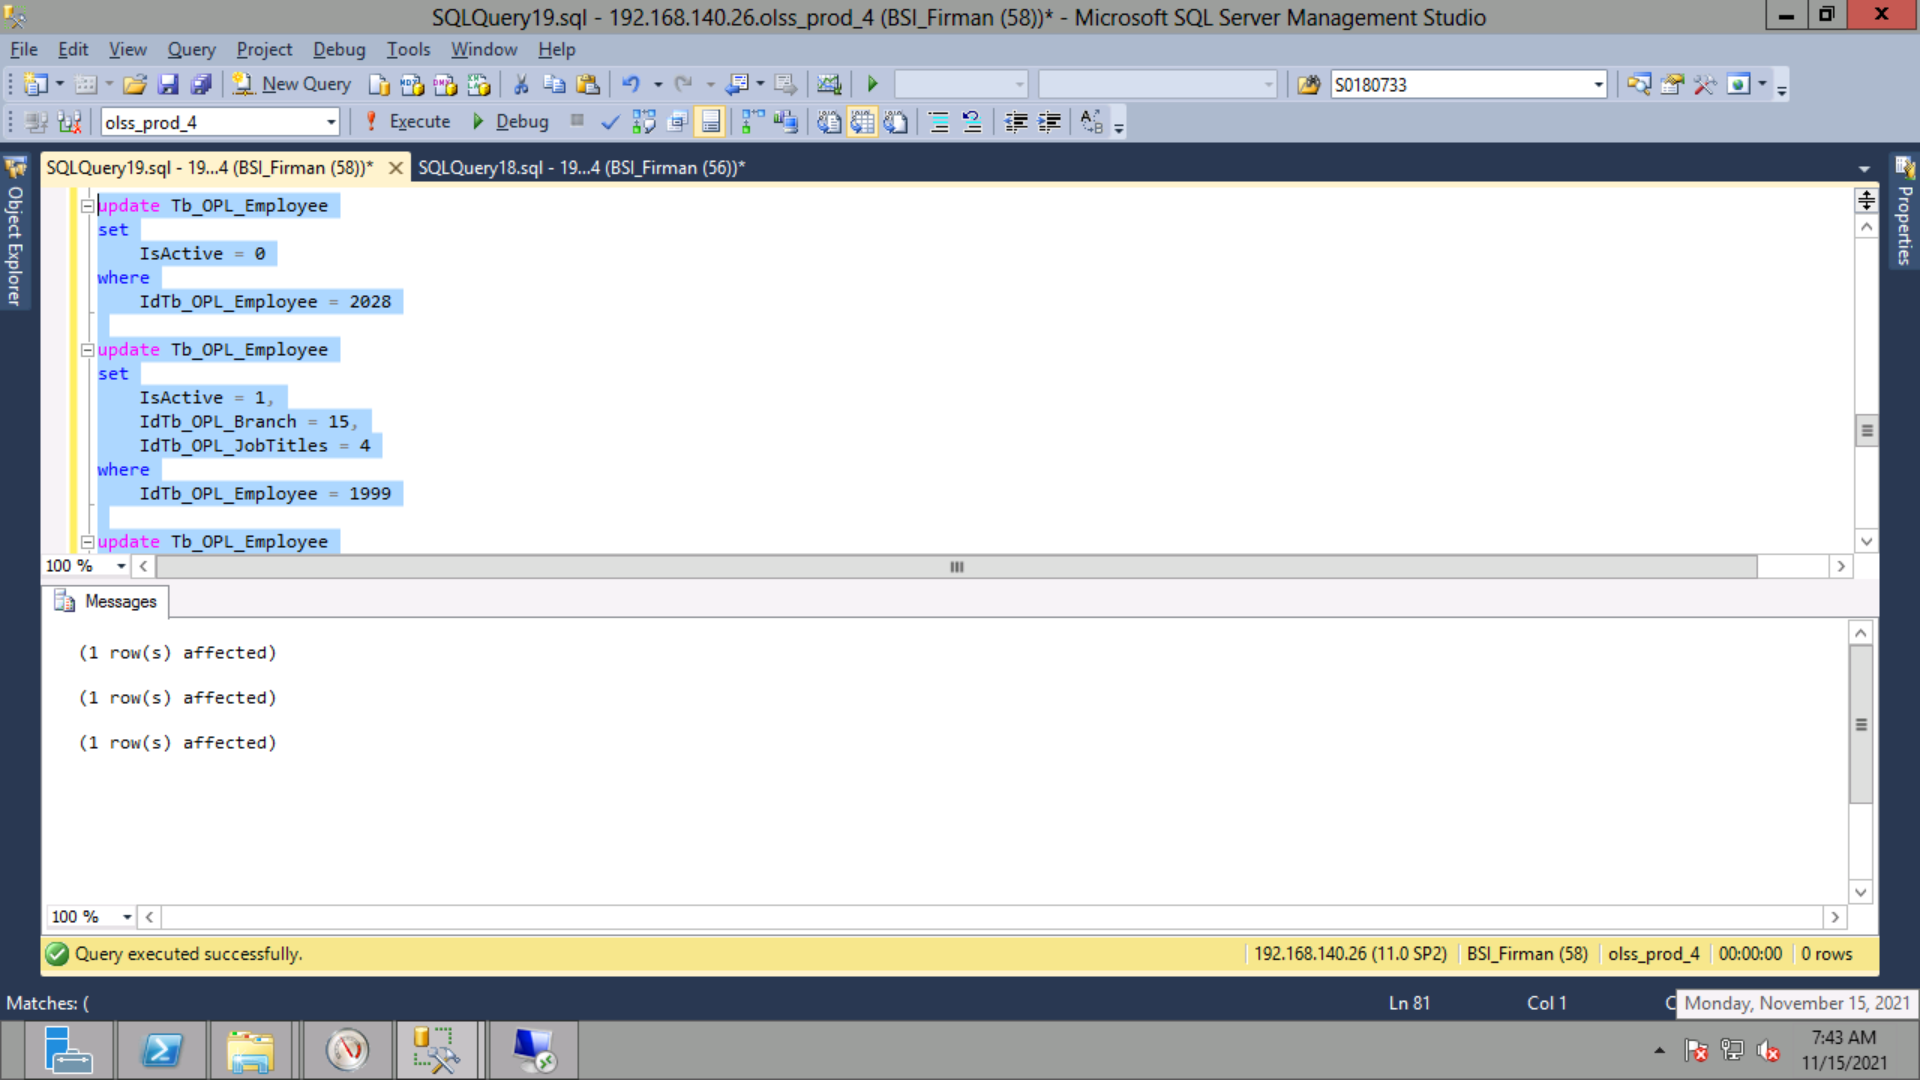 SQLQuery19.sql - 192.168.140.26.olss_prod_4 (BSI_Firman (58))* - Microsoft SQL Server Management Studio
File Edit View Query Project Debug Tools Window Help
New Query
S0180733
olss_prod_4
Execute
Debug
SQLQuery19.sql - 19...4 (BSI_Firman (58))*
SQLQuery18.sql - 19...4 (BSI_Firman (56))*
Object Explorer
Properties
update Tb_OPL_Employee
set
IsActive = 0
where
IdTb_OPL_Employee = 2028
update Tb_OPL_Employee
set
IsActive = 1,
IdTb_OPL_Branch = 15,
IdTb_OPL_JobTitles = 4
where
IdTb_OPL_Employee = 1999
update Tb_OPL_Employee
100 %
Messages
(1 row(s) affected)
(1 row(s) affected)
(1 row(s) affected)
100 %
Query executed successfully.
192.168.140.26 (11.0 SP2)
BSI_Firman (58)
olss_prod_4
00:00:00
0 rows
Matches: (
Ln 81
Col 1
C
Monday, November 15, 2021
7:43 AM
11/15/2021